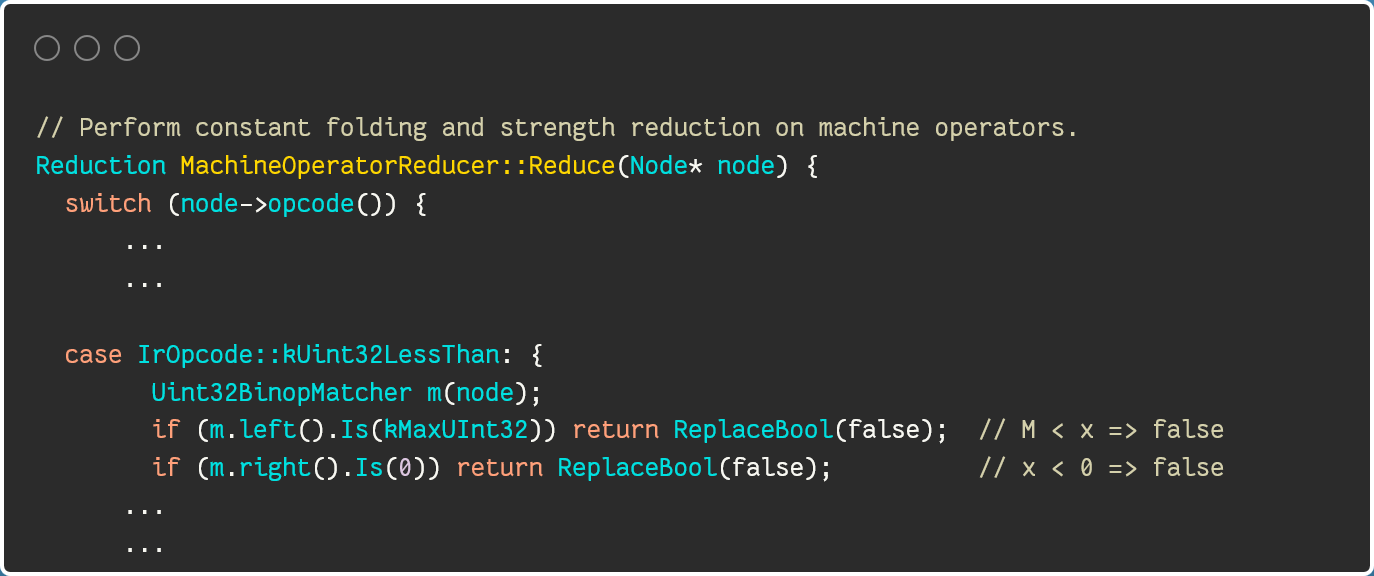 // Perform constant folding and strength reduction on machine operators.
Reduction MachineOperatorReducer::Reduce(Node* node) {
  switch (node->opcode()) {
      ...
      ...
  case IrOpcode::kUint32LessThan: {
        Uint32BinopMatcher m(node);
        if (m.left().Is(kMaxUInt32)) return ReplaceBool(false);  // M < x => false
        if (m.right().Is(0)) return ReplaceBool(false);          // x < 0 => false
      ...
      ...